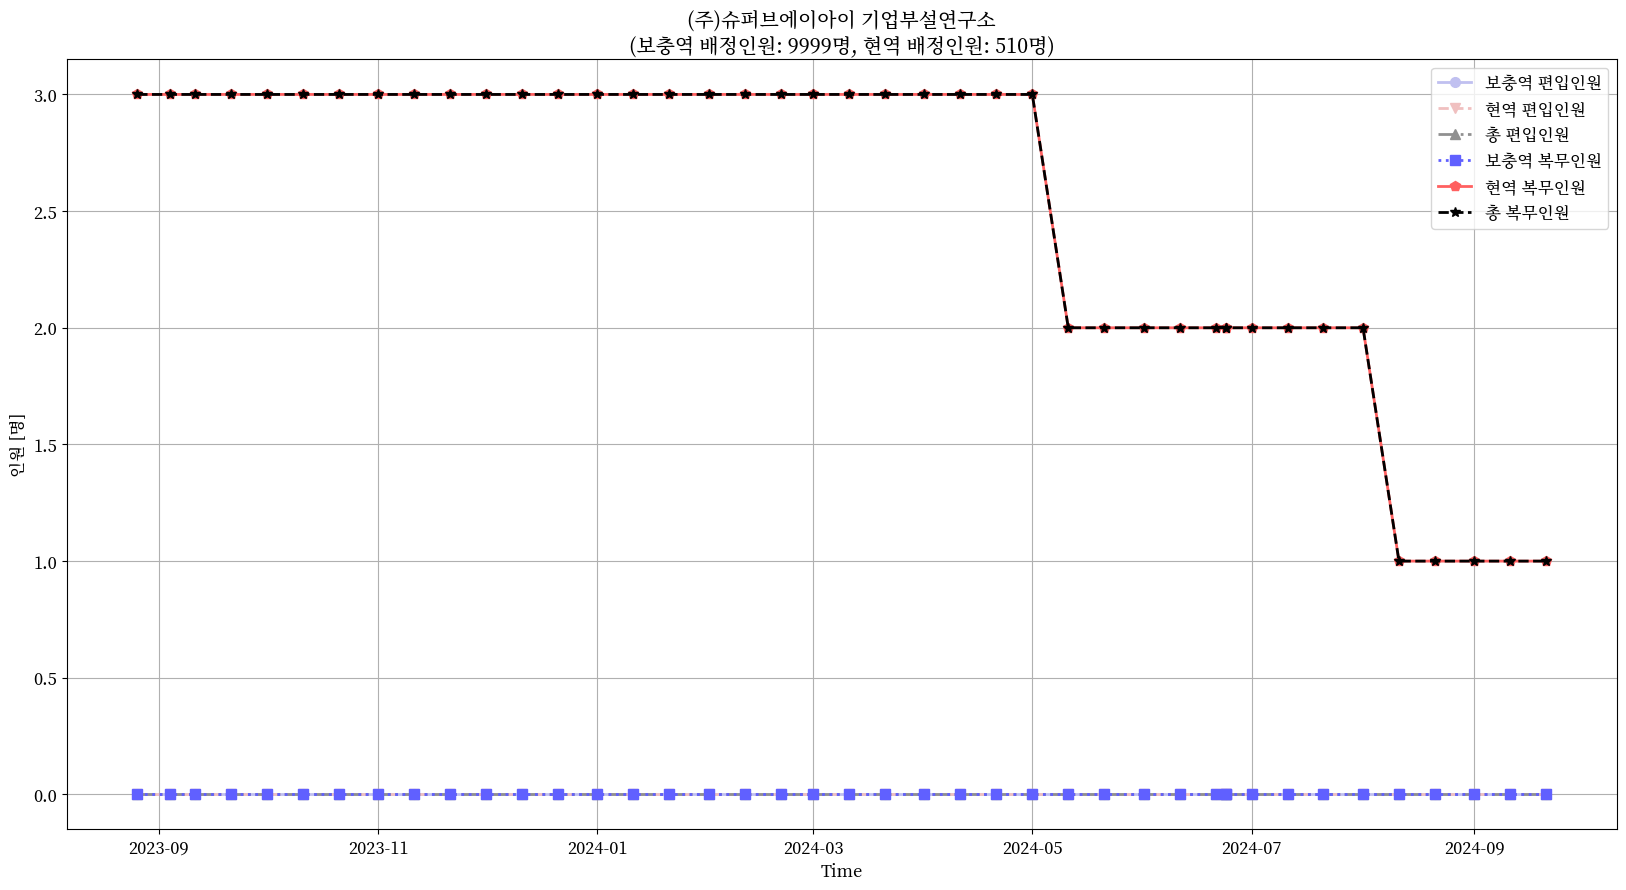 (주)슈퍼브에이아이 기업부설연구소
(보충역 배정인원: 9999명, 현역 배정인원: 510명)
보충역 편입인원
현역 편입인원
총 편입인원
보충역 복무인원
현역 복무인원
총 복무인원
인원 [명]
3.0
2.5
2.0
1.5
1.0
0.5
0.0
2023-09
2023-11
2024-01
2024-03
2024-05
2024-07
2024-09
Time